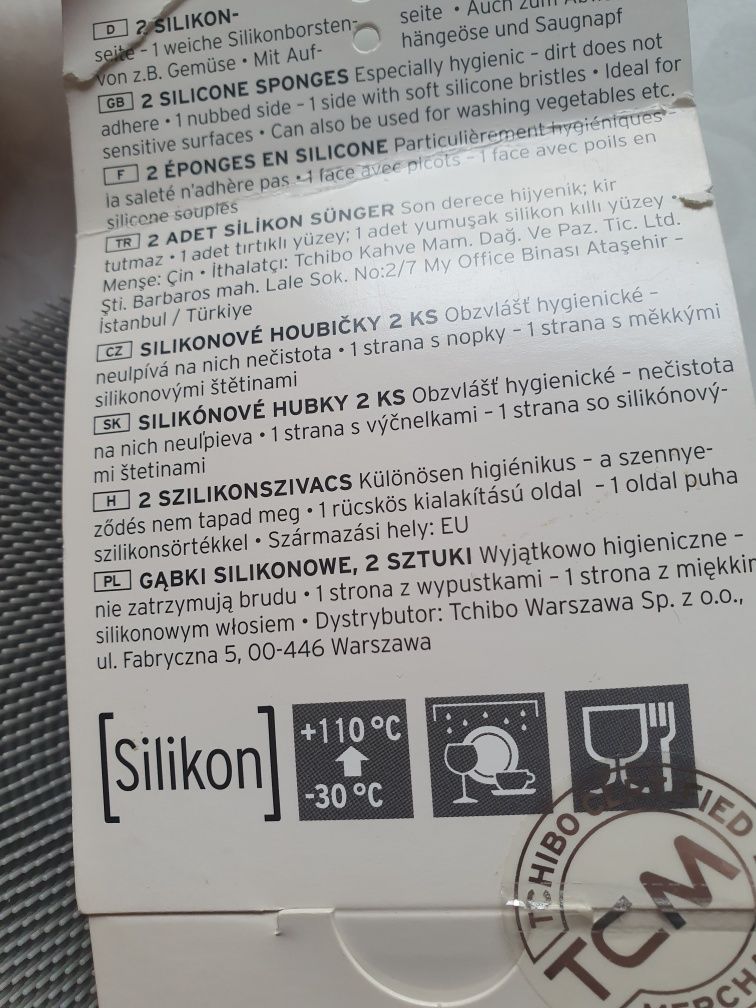 D 2 SILIKON-
seite - 1 weiche Silikonborsten-
von z.B. Gemüse • Mit Auf-
seite • Auch zum
hängeöse und Saugnapf
GB 2 SILICONE SPONGES Especially hygienic - dirt does not
adhere • 1 nubbed side - 1 side with soft silicone bristles • Ideal for
sensitive surfaces • Can also be used for washing vegetables etc.
F 2 ÉPONGES EN SILICONE Particulièrement hygiéniques -
la saleté n'adhère pas • 1 face avec picots - 1 face avec poils en
silicone souples
TR 2 ADET SİLİKON SÜNGER Son derece hijyenik; kir
tutmaz • 1 adet tırtıklı yüzey; 1 adet yumuşak silikon kıllı yüzey •
Menşe: Çin • İthalatçı: Tchibo Kahve Mam. Dağ. Ve Paz. Tic. Ltd.
Şti. Barbaros mah. Lale Sok. No:2/7 My Office Binası Ataşehir -
İstanbul / Türkiye
CZ SILIKONOVÉ HOUBIČKY 2 KS Obzvlášť hygienické -
neulpívá na nich nečistota • 1 strana s nopky - 1 strana s měkkými
silikonovými štětinami
SK SILIKÓNOVÉ HUBKY 2 KS Obzvlášť hygienické - nečistota
na nich neuľpieva • 1 strana s výčnelkami - 1 strana so silikónový-
mi štetinami
H 2 SZILIKONSZIVACS Különösen higiénikus - a szennye-
ződés nem tapad meg • 1 rücskös kialakítású oldal - 1 oldal puha
szilikonsörtékkel • Származási hely: EU
PL GĄBKI SILIKONOWE, 2 SZTUKI Wyjątkowo higieniczne -
nie zatrzymują brudu • 1 strona z wypustkami - 1 strona z miękkim
silikonowym włosiem • Dystrybutor: Tchibo Warszawa Sp. z o.o.,
ul. Fabryczna 5, 00-446 Warszawa
[Silikon]
+110 °C
-30 °C
TCHIBO CERTIFIED
TCM